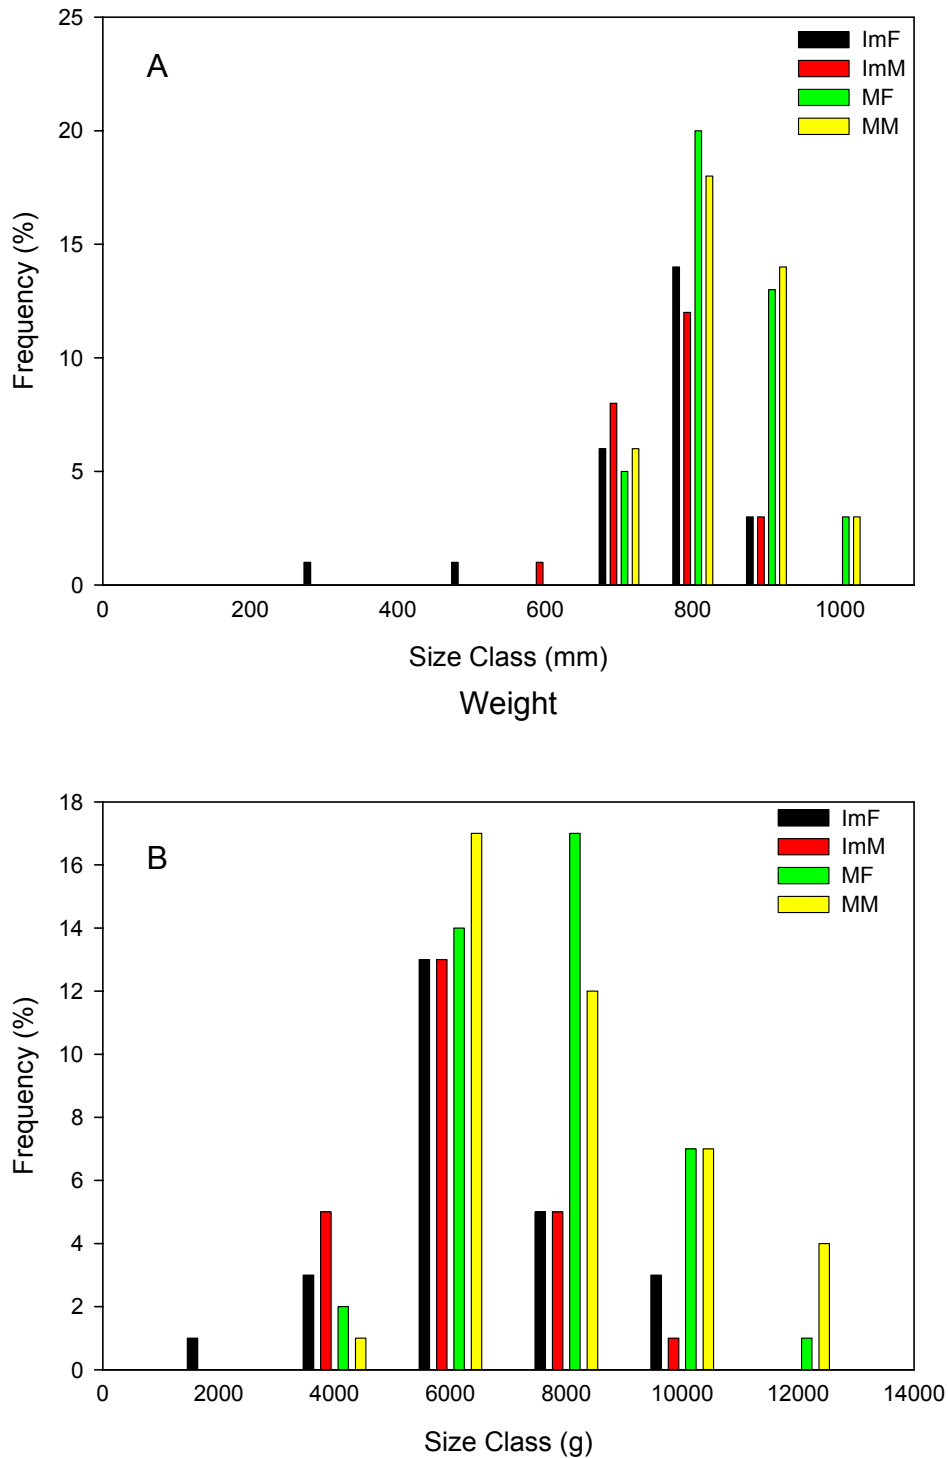 25
20
15
10
5
0
Frequency (%)
A
ImF
ImM
MF
MM
0 200 400 600 800 1000
Size Class (mm)
Weight
18
16
14
12
10
8
6
4
2
0
Frequency (%)
B
ImF
ImM
MF
MM
0 2000 4000 6000 8000 10000 12000 14000
Size Class (g)